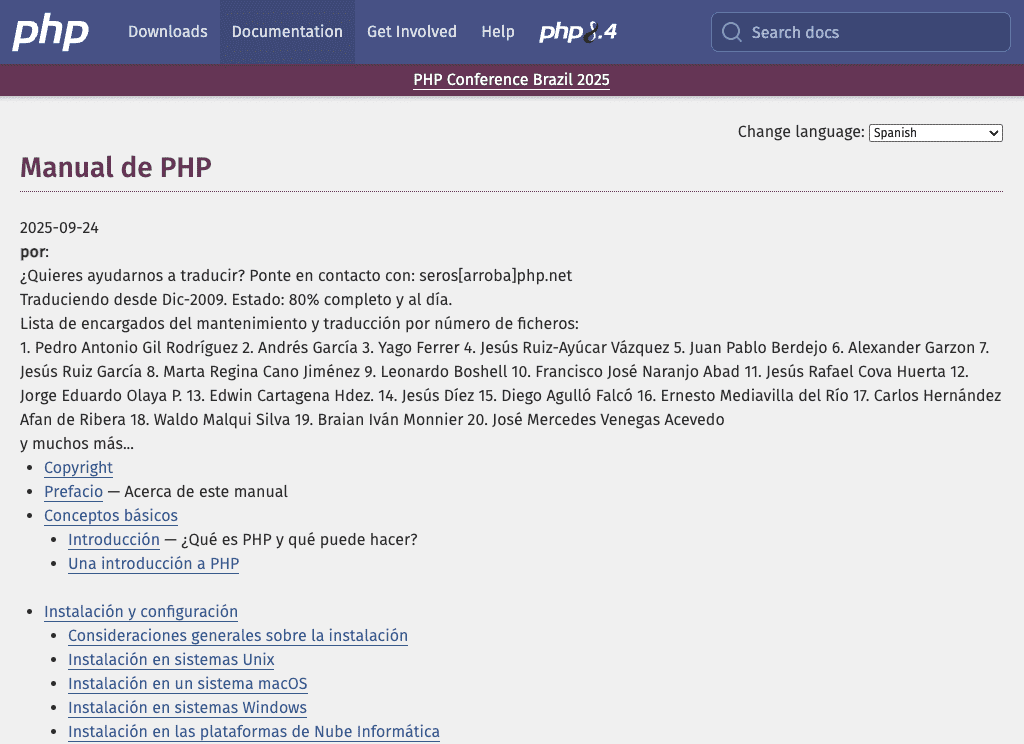 php Downloads Documentation Get Involved Help php8.4 Search docs
PHP Conference Brazil 2025
Change language: Spanish
Manual de PHP
2025-09-24
por:
¿Quieres ayudarnos a traducir? Ponte en contacto con: seros[arroba]php.net
Traduciendo desde Dic-2009. Estado: 80% completo y al día.
Lista de encargados del mantenimiento y traducción por número de ficheros:
1. Pedro Antonio Gil Rodríguez 2. Andrés García 3. Yago Ferrer 4. Jesús Ruiz-Ayúcar Vázquez 5. Juan Pablo Berdejo 6. Alexander Garzon 7.
Jesús Ruiz García 8. Marta Regina Cano Jiménez 9. Leonardo Boshell 10. Francisco José Naranjo Abad 11. Jesús Rafael Cova Huerta 12.
Jorge Eduardo Olaya P. 13. Edwin Cartagena Hdez. 14. Jesús Díez 15. Diego Agulló Falcó 16. Ernesto Mediavilla del Río 17. Carlos Hernández
Afan de Ribera 18. Waldo Malqui Silva 19. Braian Iván Monnier 20. José Mercedes Venegas Acevedo
y muchos más...
• Copyright
• Prefacio — Acerca de este manual
• Conceptos básicos
• Introducción — ¿Qué es PHP y qué puede hacer?
• Una introducción a PHP
• Instalación y configuración
• Consideraciones generales sobre la instalación
• Instalación en sistemas Unix
• Instalación en un sistema macOS
• Instalación en sistemas Windows
• Instalación en las plataformas de Nube Informática